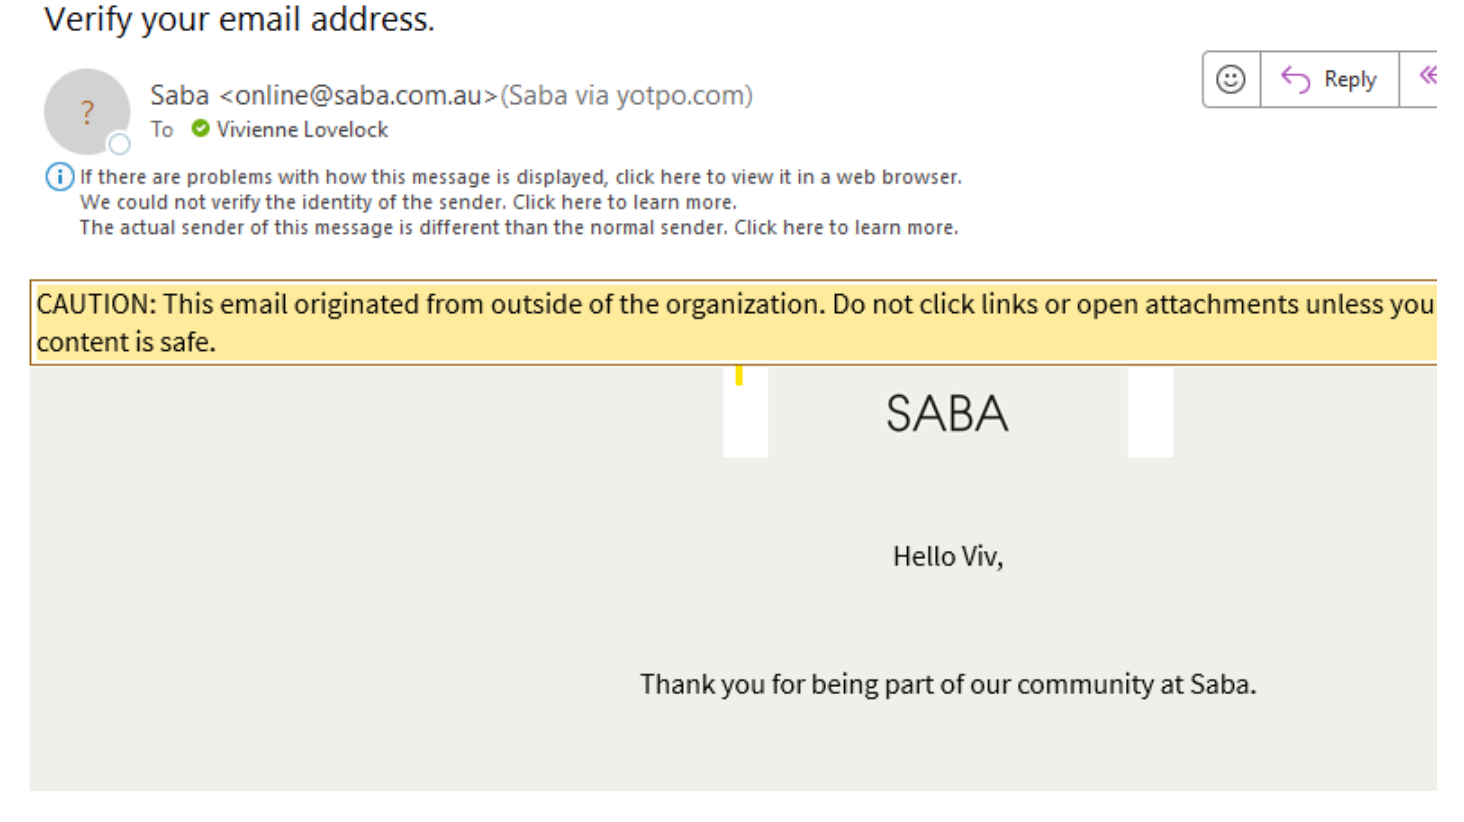 Verify your email address.
?
Saba <online@saba.com.au>(Saba via yotpo.com)
Reply
To Vivienne Lovelock
i
If there are problems with how this message is displayed, click here to view it in a web browser.
We could not verify the identity of the sender. Click here to learn more.
The actual sender of this message is different than the normal sender. Click here to learn more.
CAUTION: This email originated from outside of the organization. Do not click links or open attachments unless you
content is safe.
SABA
Hello Viv,
Thank you for being part of our community at Saba.